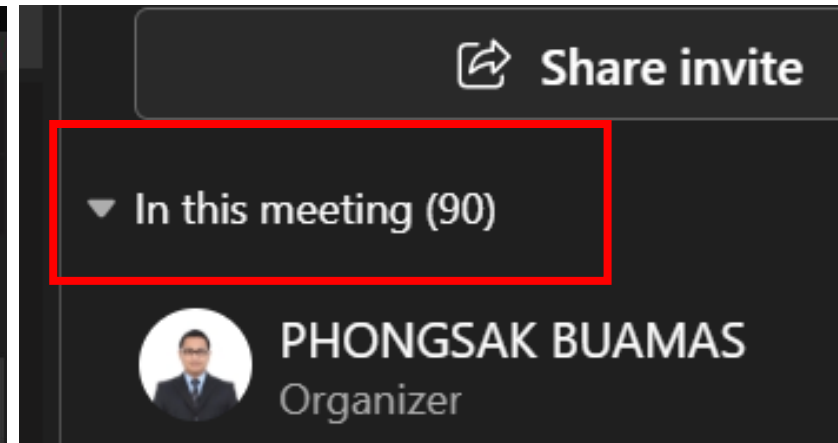 Share invite
In this meeting (90)
PHONGSAK BUAMAS
Organizer